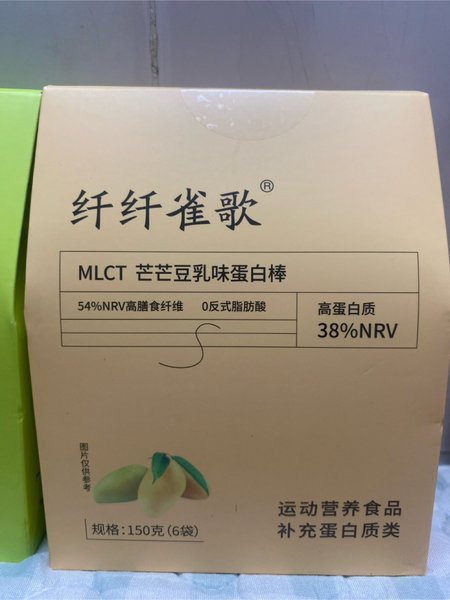 纤纤雀歌®
MLCT 芒芒豆乳味蛋白棒
54%NRV高膳食纤维 0反式脂肪酸
高蛋白质
38%NRV
图片仅供参考
规格:150克(6袋)
运动营养食品
补充蛋白质类